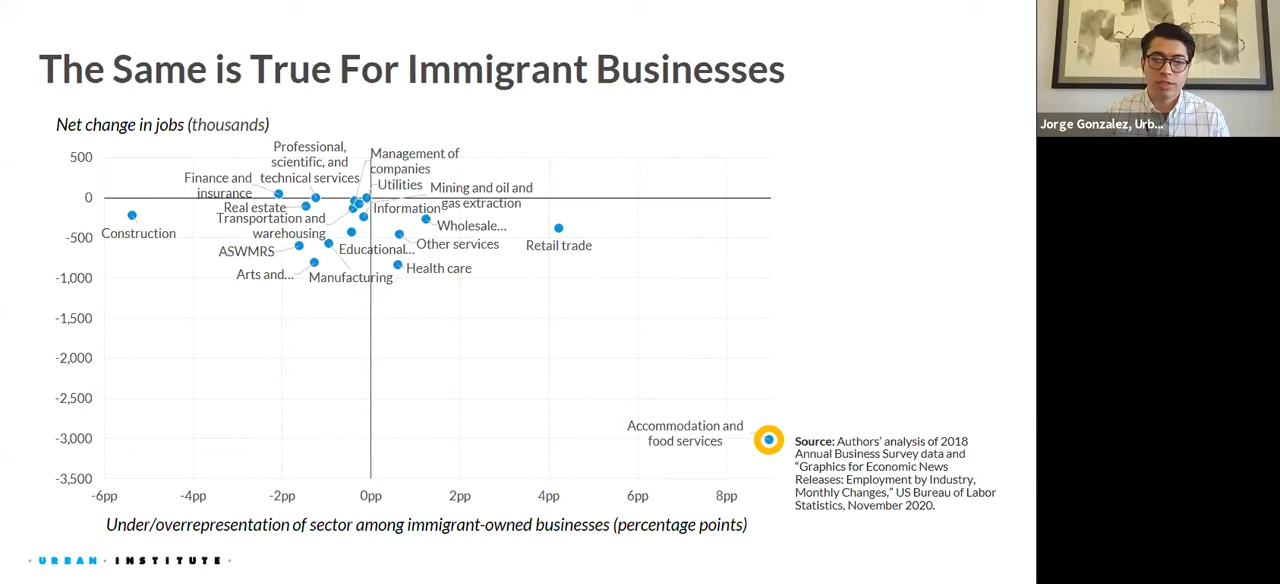 The Same is True For Immigrant Businesses
Jorge Gonzalez, Urb...
Net change in jobs (thousands)
500
0
-500
-1,000
-1,500
-2,000
-2,500
-3,000
-3,500
Professional,
scientific, and
technical services
Management of
companies
Finance and
insurance
Utilities
Mining and oil and
gas extraction
Real estate
Information
Transportation and
warehousing
Wholesale...
Construction
Other services
Retail trade
ASWMRS
Educational...
Arts and...
Manufacturing
Health care
Accommodation and
food services
-6pp
-4pp
-2pp
0pp
2pp
4pp
6pp
8pp
Under/overrepresentation of sector among immigrant-owned businesses (percentage points)
Source: Authors' analysis of 2018
Annual Business Survey data and
"Graphics for Economic News
Releases: Employment by Industry,
Monthly Changes," US Bureau of Labor
Statistics, November 2020.
· URBAN · INSTITUTE ·